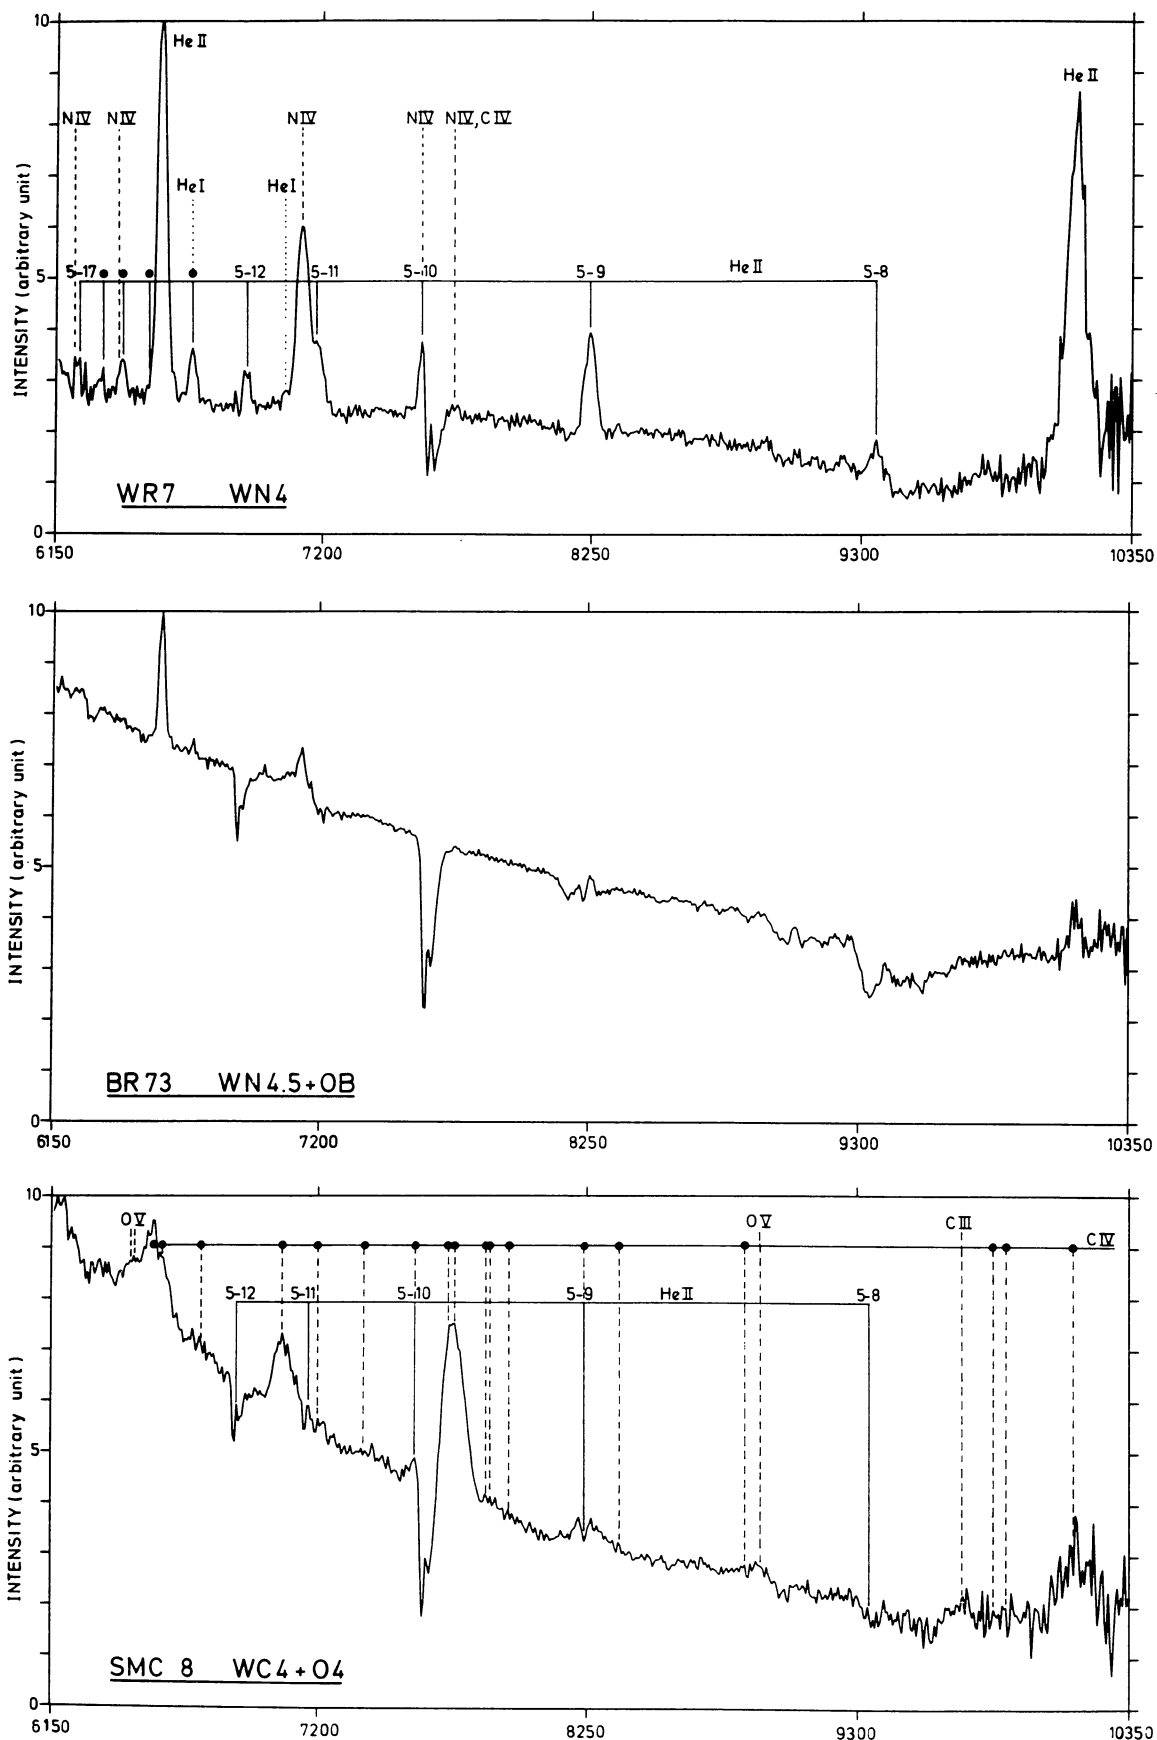 10
He II
He II
N IV
N IV
N IV
N IV
N IV, C IV
He I
He I
INTENSITY (arbitrary unit)
5
5-17
5-12
5-11
5-10
5-9
He II
5-8
WR7 WN4
0
6150
7200
8250
9300
10350
10
INTENSITY (arbitrary unit)
5
BR 73 WN 4.5+OB
0
6150
7200
8250
9300
10350
10
O V
O V
C III
C IV
5-12
5-11
5-10
5-9
He II
5-8
INTENSITY (arbitrary unit)
5
SMC 8 WC4+O4
0
6150
7200
8250
9300
10350